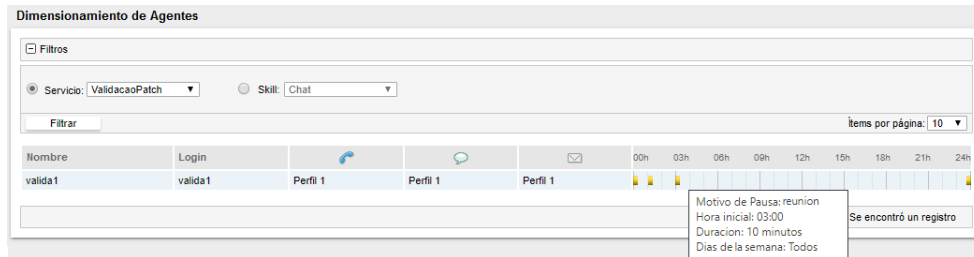 Dimensionamiento de Agentes
Filtros
Servicio: ValidacaoPatch Skill: Chat
Filtrar Ítems por página: 10
Nombre Login 00h 03h 06h 09h 12h 15h 18h 21h 24h
valida1 valida1 Perfil 1 Perfil 1 Perfil 1
Motivo de Pausa: reunion
Hora inicial: 03:00
Duracion: 10 minutos
Dias de la semana: Todos
Se encontró un registro